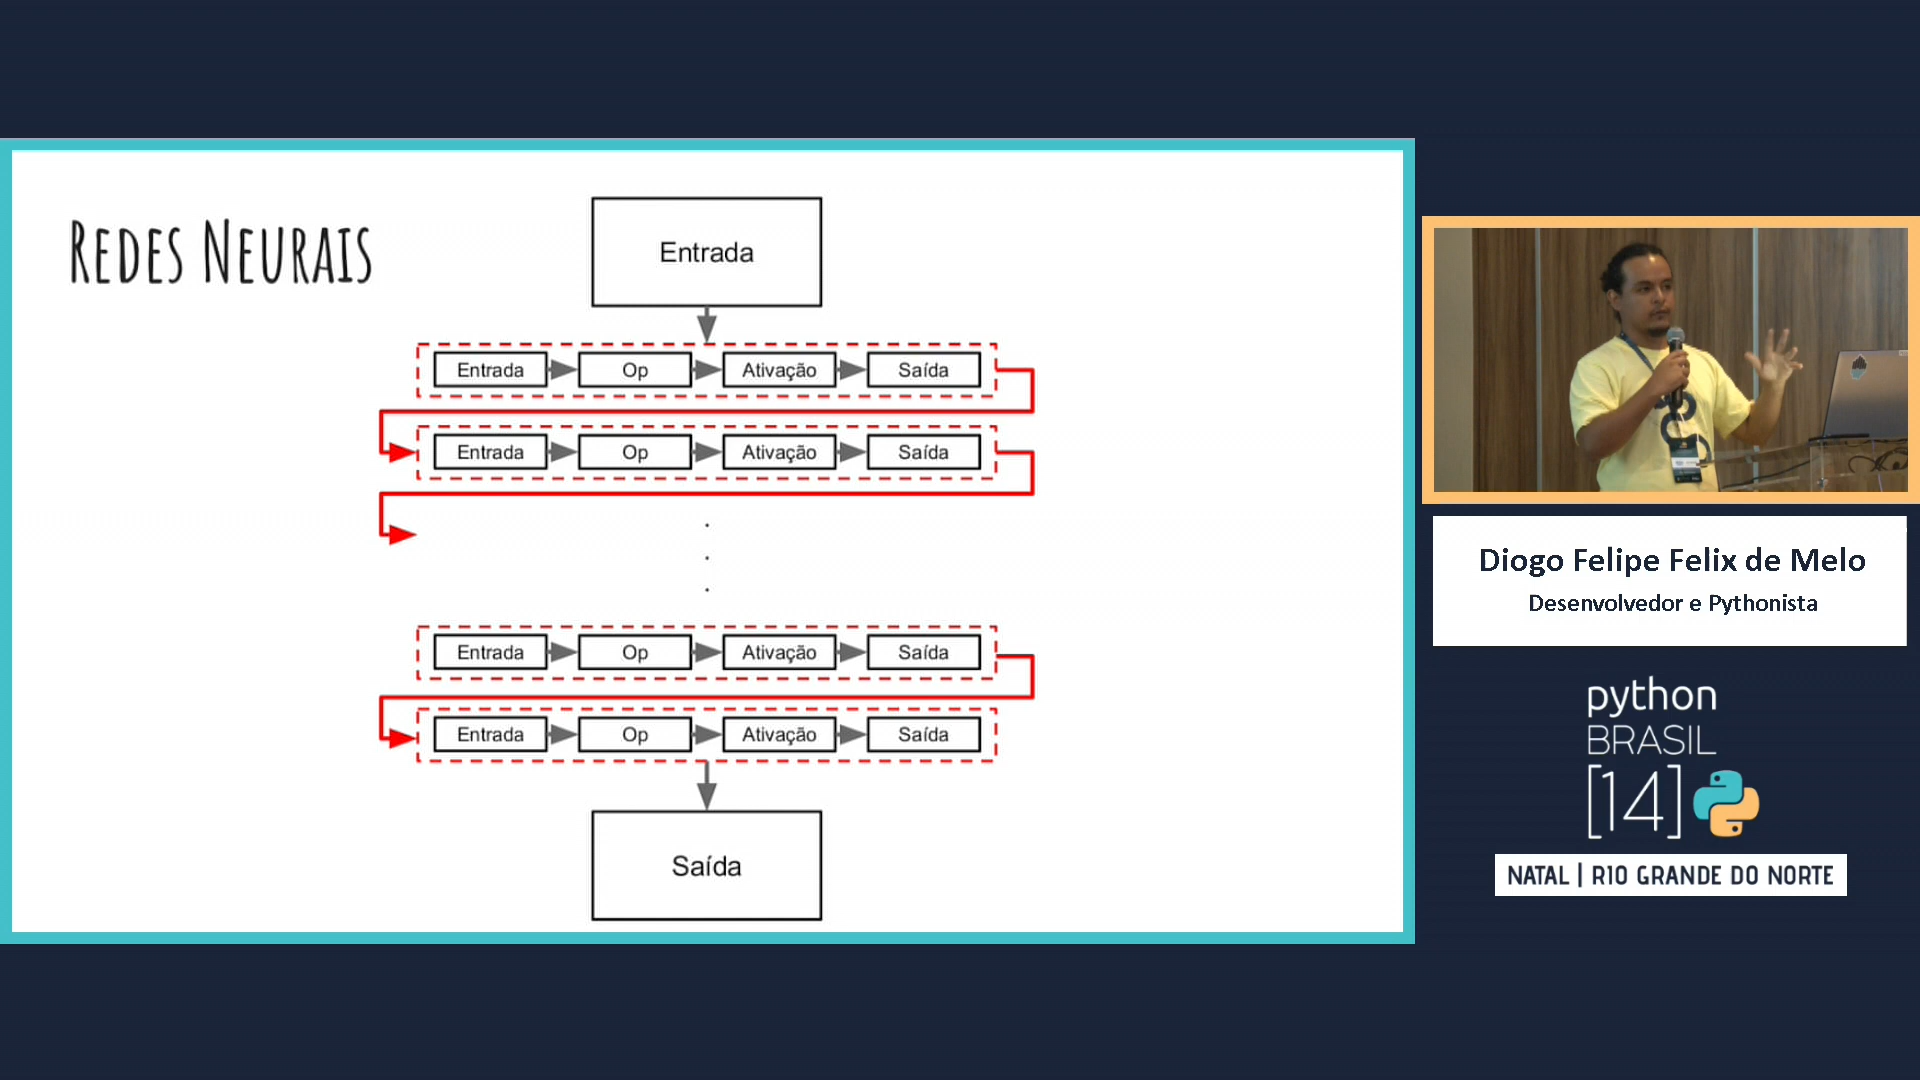 REDES NEURAIS
Entrada
Entrada Op Ativação Saída
Entrada Op Ativação Saída
.
.
.
Entrada Op Ativação Saída
Entrada Op Ativação Saída
Saída
Diogo Felipe Felix de Melo
Desenvolvedor e Pythonista
python
BRASIL
[14]
NATAL | RIO GRANDE DO NORTE